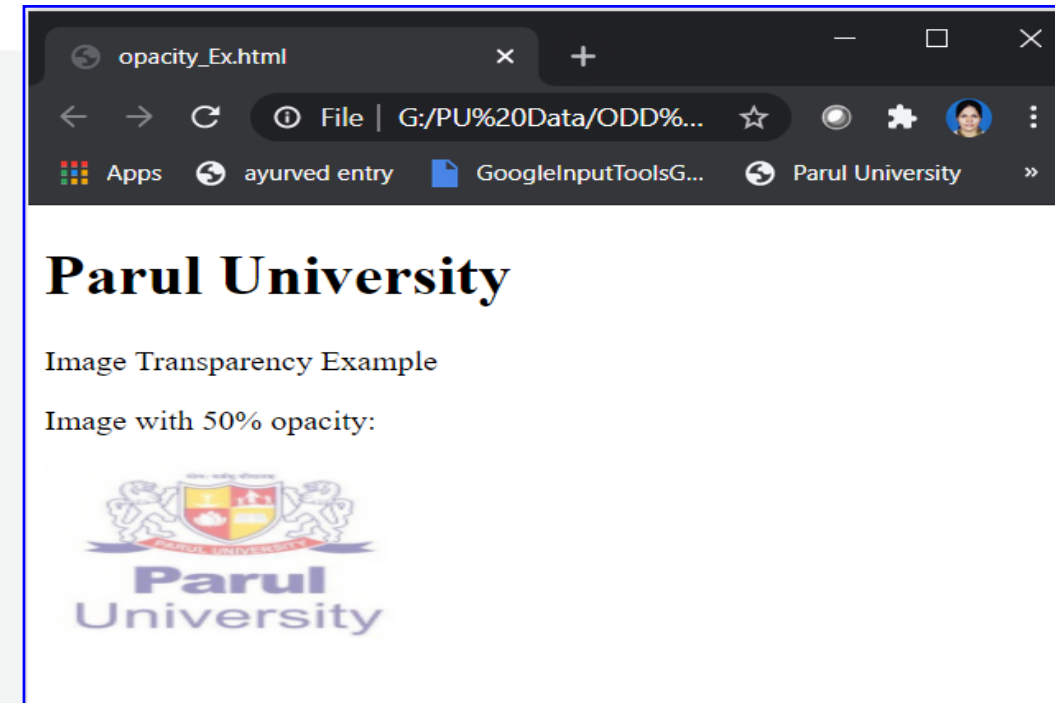 opacity_Ex.html
File | G:/PU%20Data/ODD%...
Apps ayurved entry GoogleInputToolsG... Parul University »
Parul University
Image Transparency Example
Image with 50% opacity:
PARUL UNIVERSITY
Parul
University